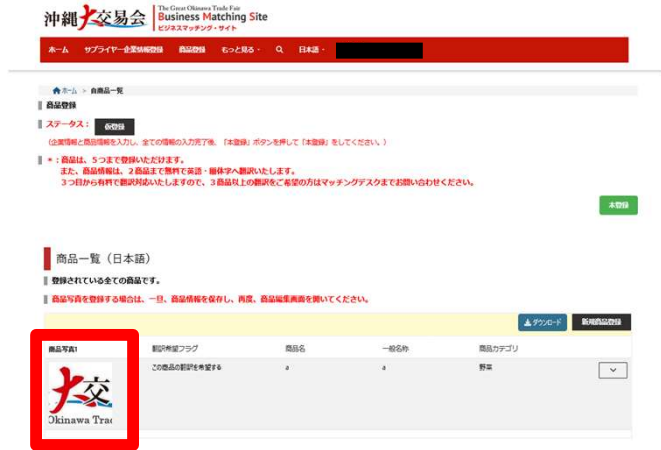 沖縄大交易会
The Great Okinawa Trade Fair
Business Matching Site
ビジネスマッチング・サイト
ホーム サプライヤー企業情報登録 商品登録 もっと見る 日本語
ホーム > 自商品一覧
商品登録
ステータス： 仮登録
(企業情報と商品情報を入力し、全ての情報の入力完了後、「本登録」ボタンを押して「本登録」をしてください。)
*：商品は、５つまで登録いただけます。
また、商品情報は、２商品まで無料で英語・簡体字へ翻訳いたします。
３つ目から有料で翻訳対応いたしますので、３商品以上の翻訳をご希望の方はマッチングデスクまでお問い合わせください。
本登録
商品一覧（日本語）
登録されている全ての商品です。
商品写真を登録する場合は、一旦、商品情報を保存し、再度、商品編集画面を開いてください。
ダウンロード 新規商品登録
商品写真1 翻訳希望フラグ 商品名 一般名称 商品カテゴリ
この商品の翻訳を希望する a a 野菜
大交
Okinawa Trad